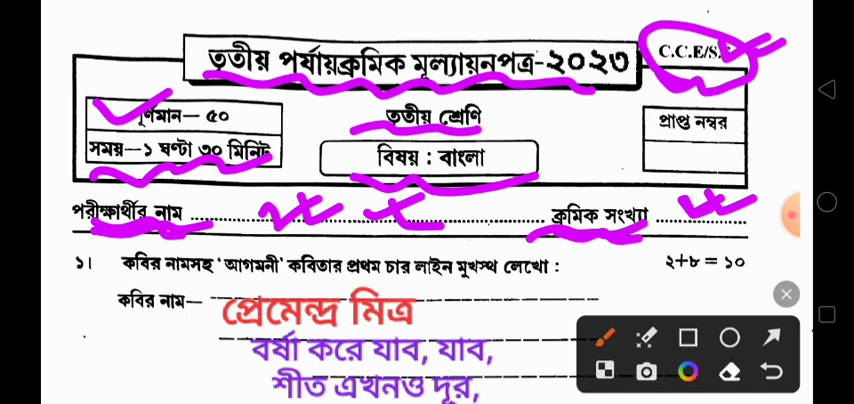 তৃতীয় পর্যায়ক্রমিক মূল্যায়নপত্র-২০২৩
C.C.E/S.
পূর্ণমান— ৫০
তৃতীয় শ্রেণি
প্রাপ্ত নম্বর
সময়—১ ঘণ্টা ৩০ মিনিট
বিষয় : বাংলা
পরীক্ষার্থীর নাম ........ ক্রমিক সংখ্যা ........
১। কবির নামসহ ‘আগমনী’ কবিতার প্রথম চার লাইন মুখস্থ লেখো : ২+৮ = ১০
কবির নাম— প্রেমেন্দ্র মিত্র
বর্ষা করে যাব, যাব,
শীত এখনও দূর,